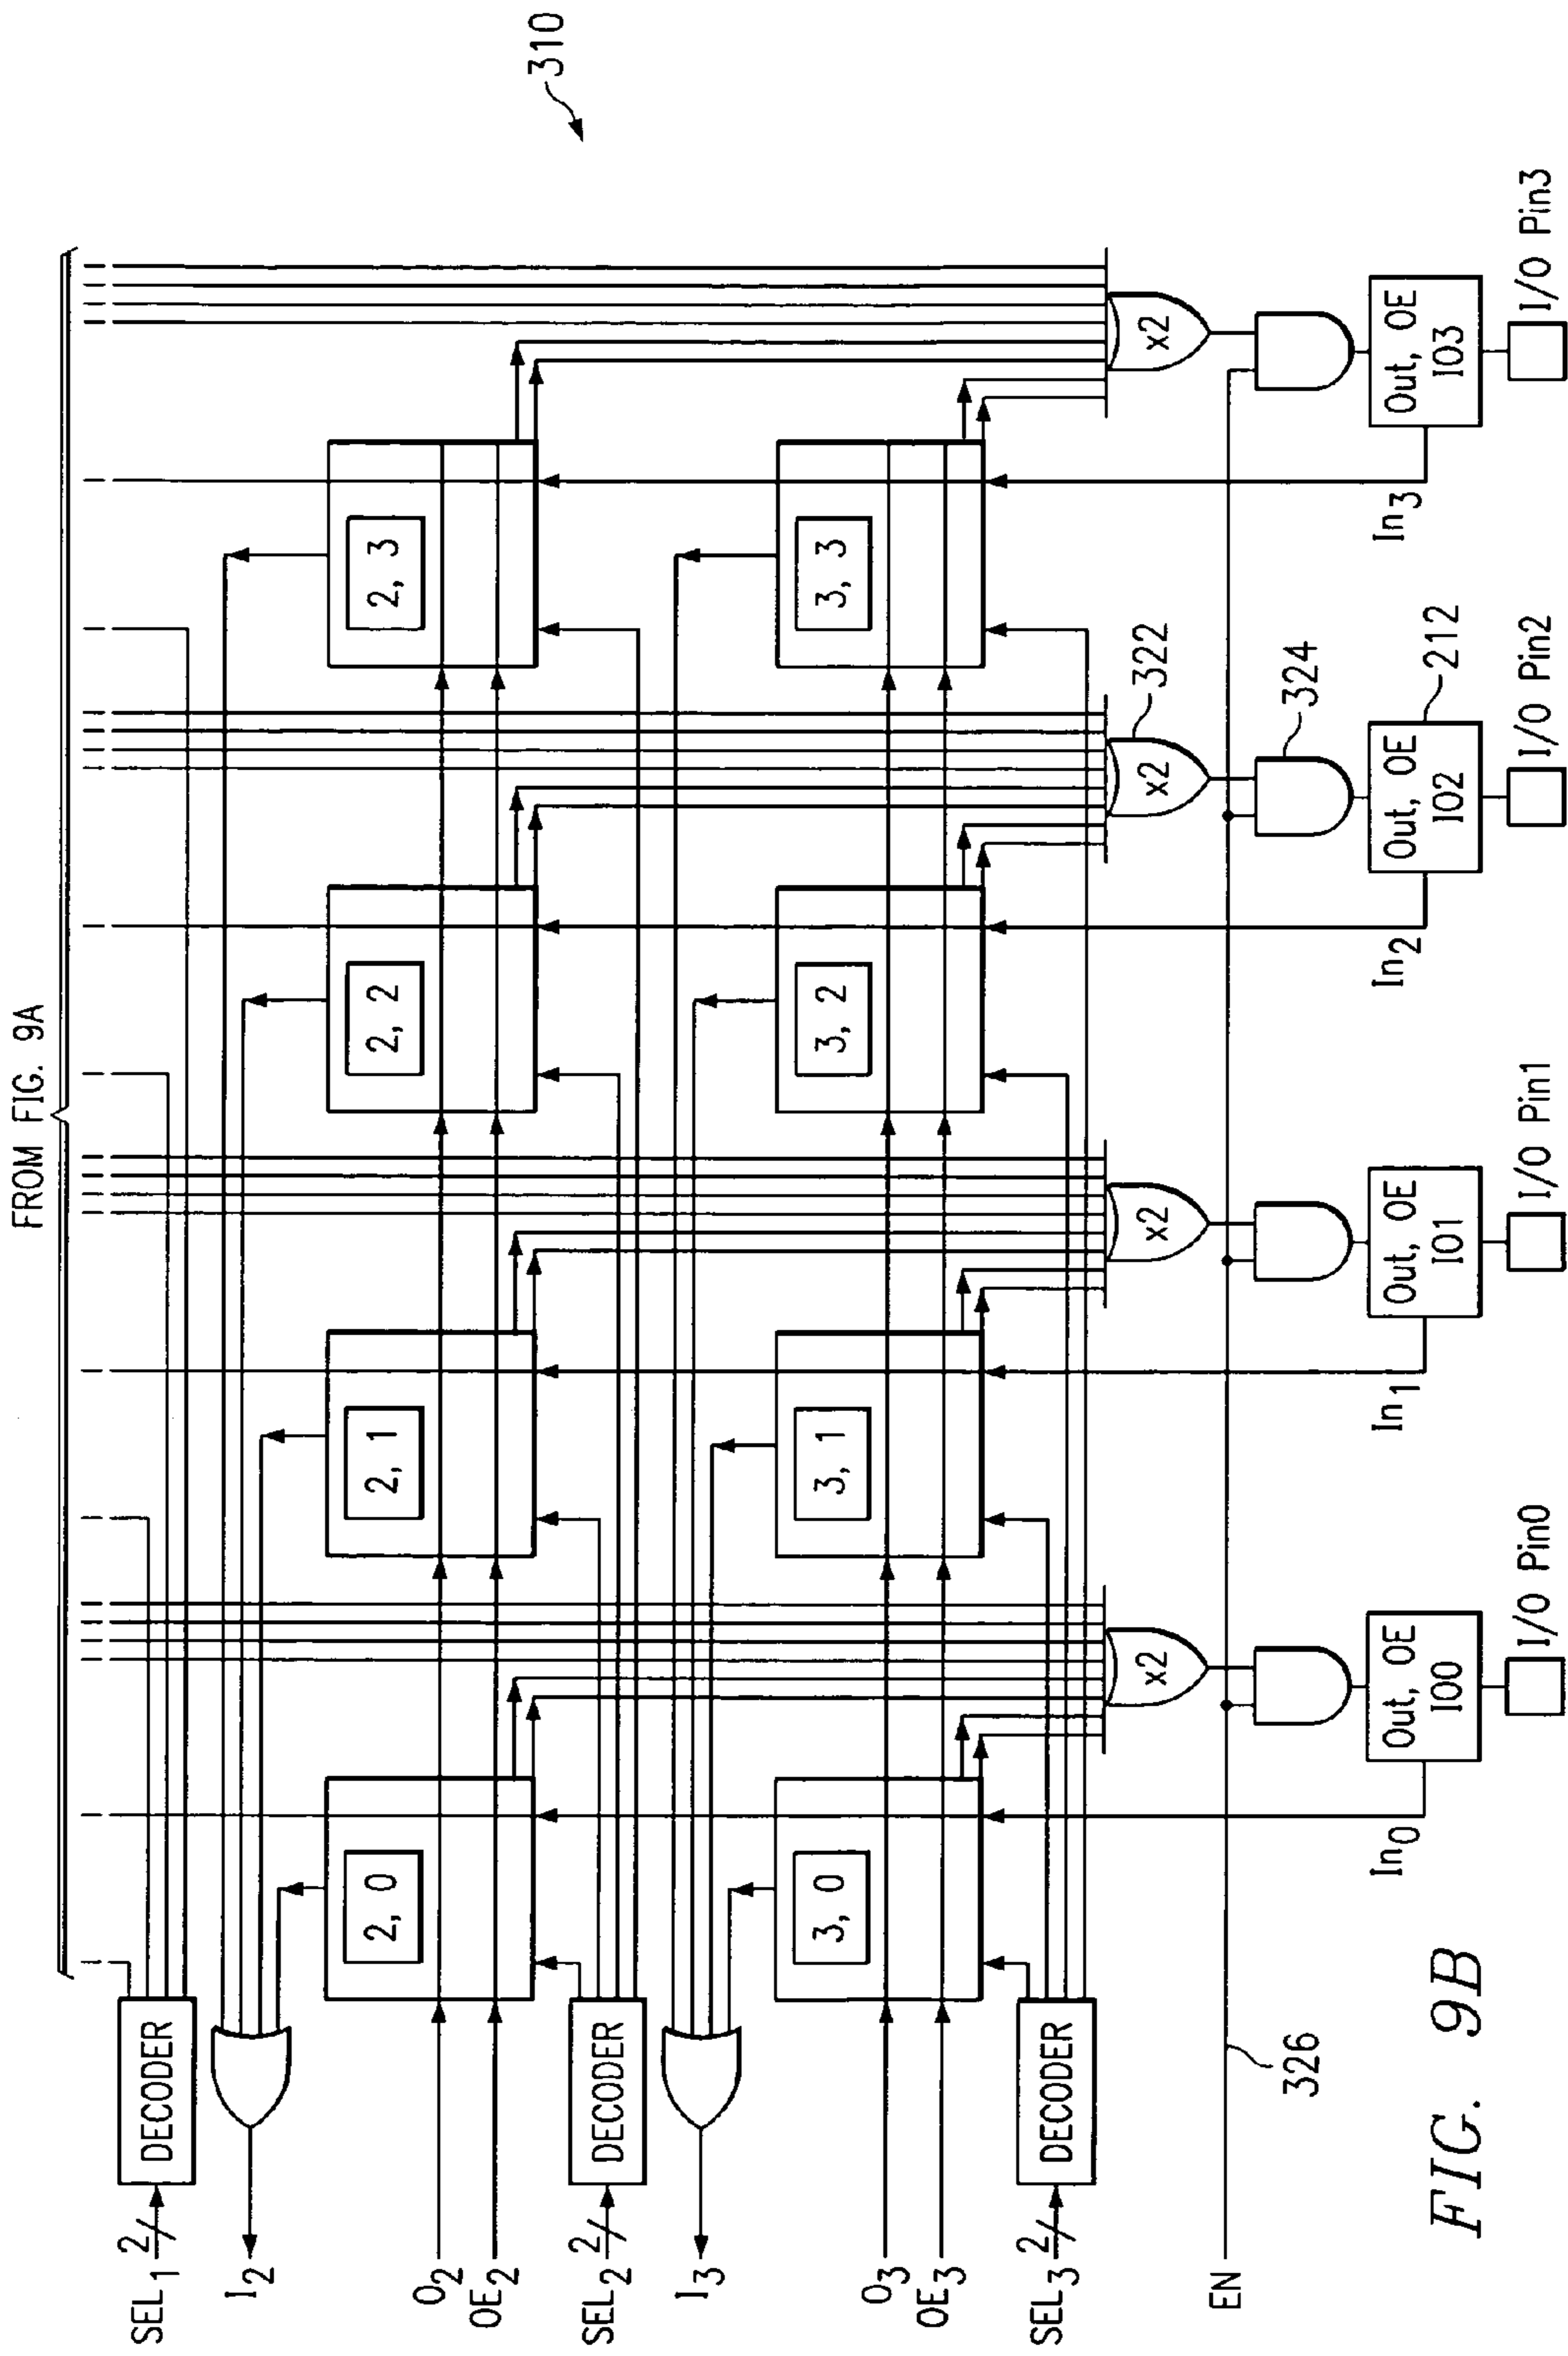 FROM FIG. 9A
310
SEL1 2
DECODER
I2
2, 0
2, 1
2, 2
2, 3
O2
OE2
SEL2 2
DECODER
I3
3, 0
3, 1
3, 2
3, 3
O3
OE3
SEL3 2
DECODER
x2
x2
x2
322
x2
EN
326
324
In0
Out, OE
IO0
In1
Out, OE
IO1
In2
Out, OE
IO2
212
In3
Out, OE
IO3
I/O Pin0
I/O Pin1
I/O Pin2
I/O Pin3
FIG. 9B